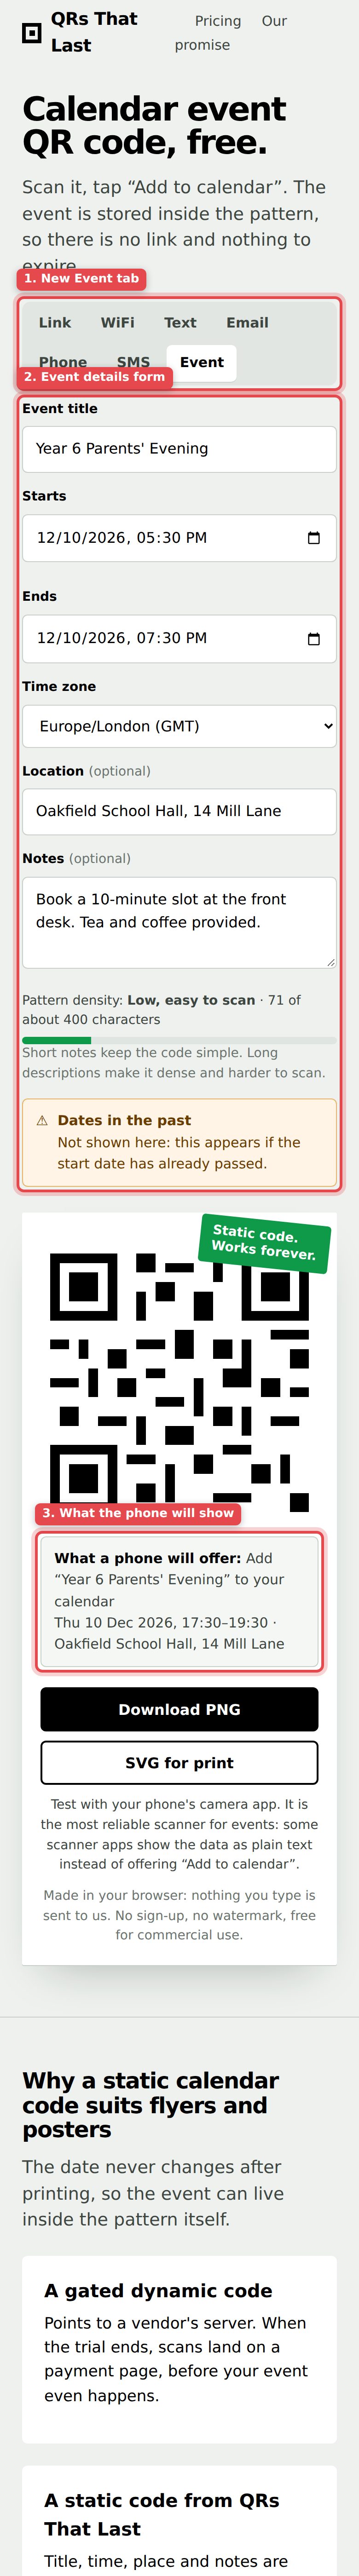 QRs That
Last
Pricing Our
promise
Calendar event
QR code, free.
Scan it, tap “Add to calendar”. The
event is stored inside the pattern,
so there is no link and nothing to
expire
1. New Event tab
Link WiFi Text Email
Phone SMS Event
2. Event details form
Event title
Year 6 Parents' Evening
Starts
12/10/2026, 05:30 PM
Ends
12/10/2026, 07:30 PM
Time zone
Europe/London (GMT)
Location (optional)
Oakfield School Hall, 14 Mill Lane
Notes (optional)
Book a 10-minute slot at the front
desk. Tea and coffee provided.
Pattern density: Low, easy to scan · 71 of
about 400 characters
Short notes keep the code simple. Long
descriptions make it dense and harder to scan.
⚠ Dates in the past
Not shown here: this appears if the
start date has already passed.
Static code.
Works forever.
3. What the phone will show
What a phone will offer: Add
“Year 6 Parents' Evening” to your
calendar
Thu 10 Dec 2026, 17:30–19:30 ·
Oakfield School Hall, 14 Mill Lane
Download PNG
SVG for print
Test with your phone's camera app. It is
the most reliable scanner for events: some
scanner apps show the data as plain text
instead of offering “Add to calendar”.
Made in your browser: nothing you type is
sent to us. No sign-up, no watermark, free
for commercial use.
Why a static calendar
code suits flyers and
posters
The date never changes after
printing, so the event can live
inside the pattern itself.
A gated dynamic code
Points to a vendor's server. When
the trial ends, scans land on a
payment page, before your event
even happens.
A static code from QRs
That Last
Title, time, place and notes are